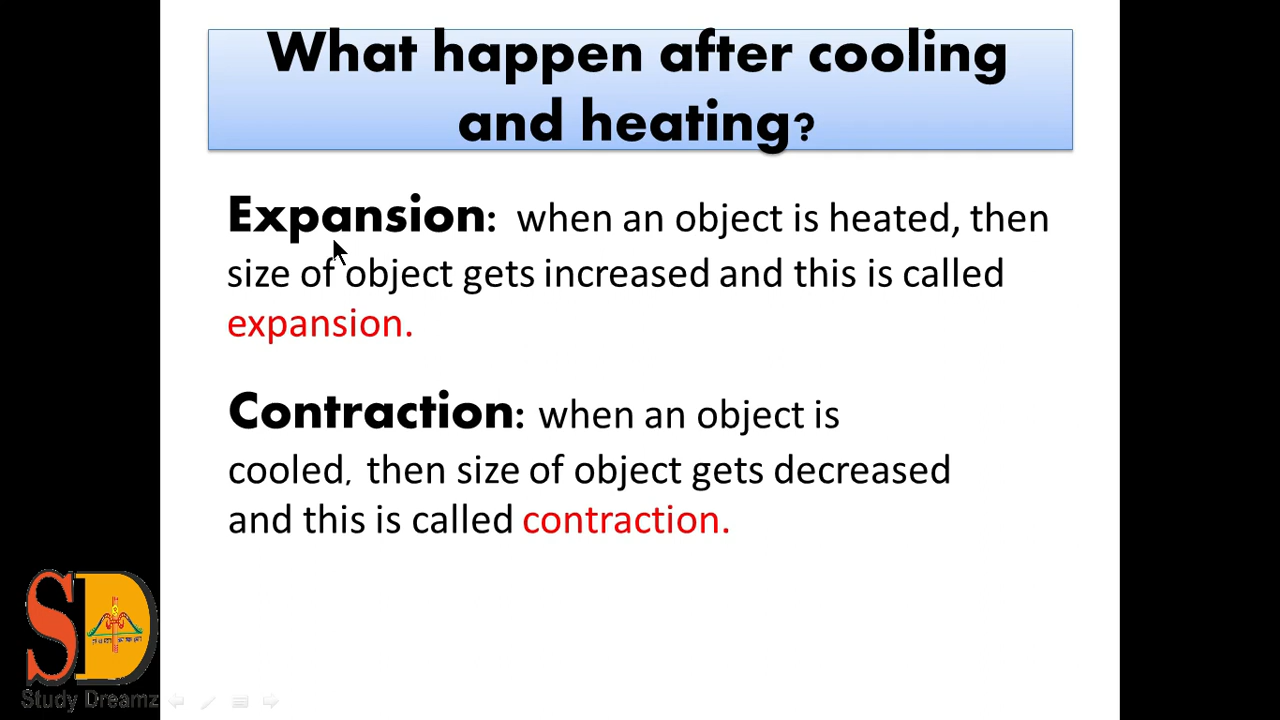 What happen after cooling
and heating?
Expansion: when an object is heated, then
size of object gets increased and this is called
expansion.
Contraction: when an object is
cooled, then size of object gets decreased
and this is called contraction.
SD
Study Dreamz